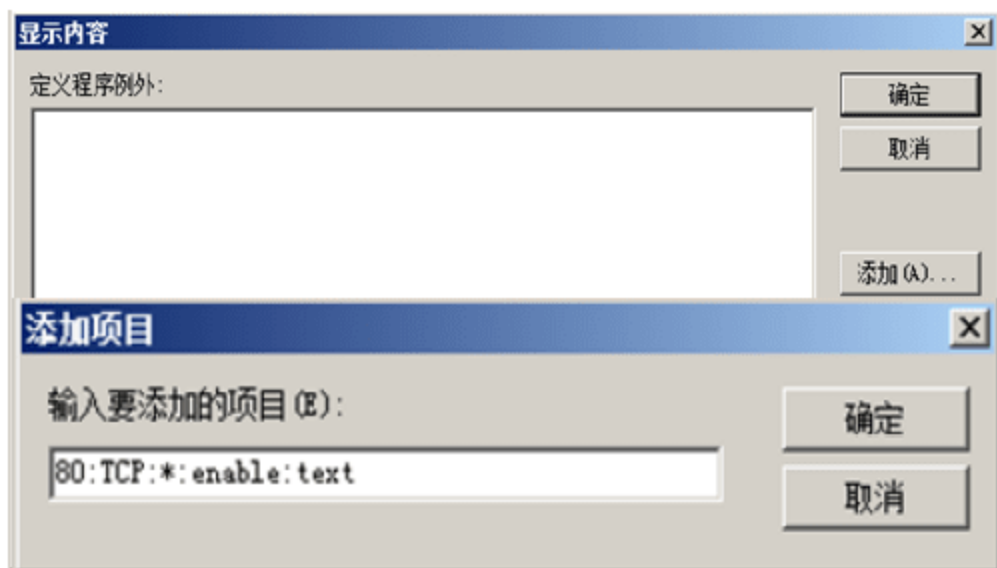 显示内容
定义程序例外:
确定
取消
添加(A)...
添加项目
输入要添加的项目(E):
确定
80:TCP:*:enable:text
取消